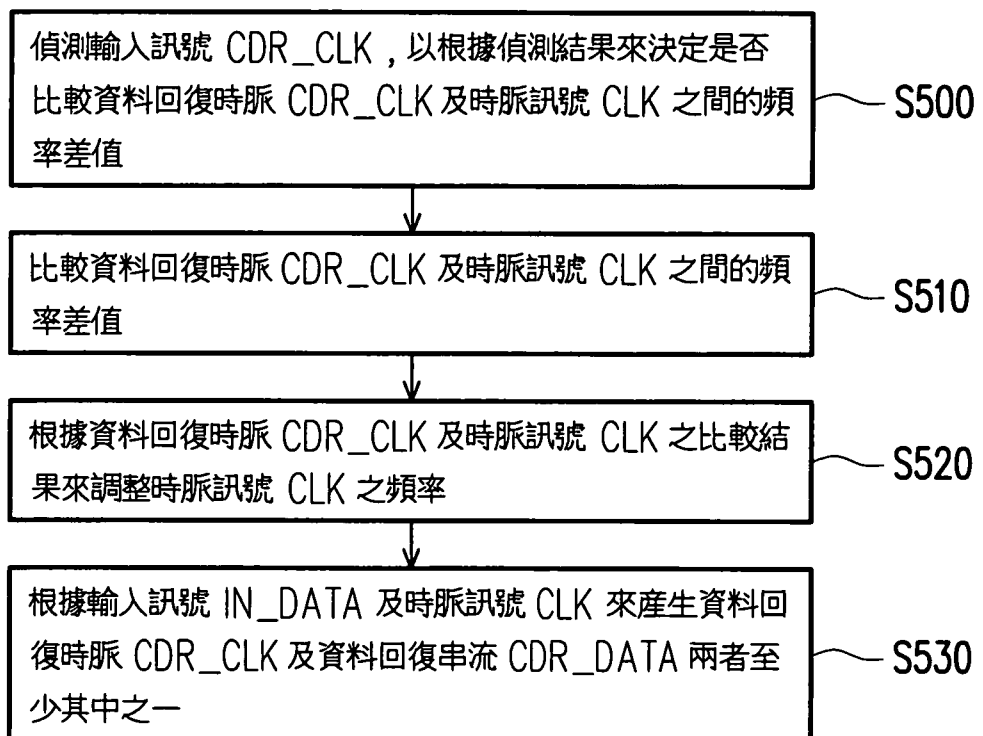 偵測輸入訊號 CDR_CLK , 以根據偵測結果來決定是否
比較資料回復時脈 CDR_CLK 及時脈訊號 CLK 之間的頻
率差值
S500
比較資料回復時脈 CDR_CLK 及時脈訊號 CLK 之間的頻
率差值
S510
根據資料回復時脈 CDR_CLK 及時脈訊號 CLK 之比較結
果來調整時脈訊號 CLK 之頻率
S520
根據輸入訊號 IN_DATA 及時脈訊號 CLK 來產生資料回
復時脈 CDR_CLK 及資料回復串流 CDR_DATA 兩者至
少其中之一
S530